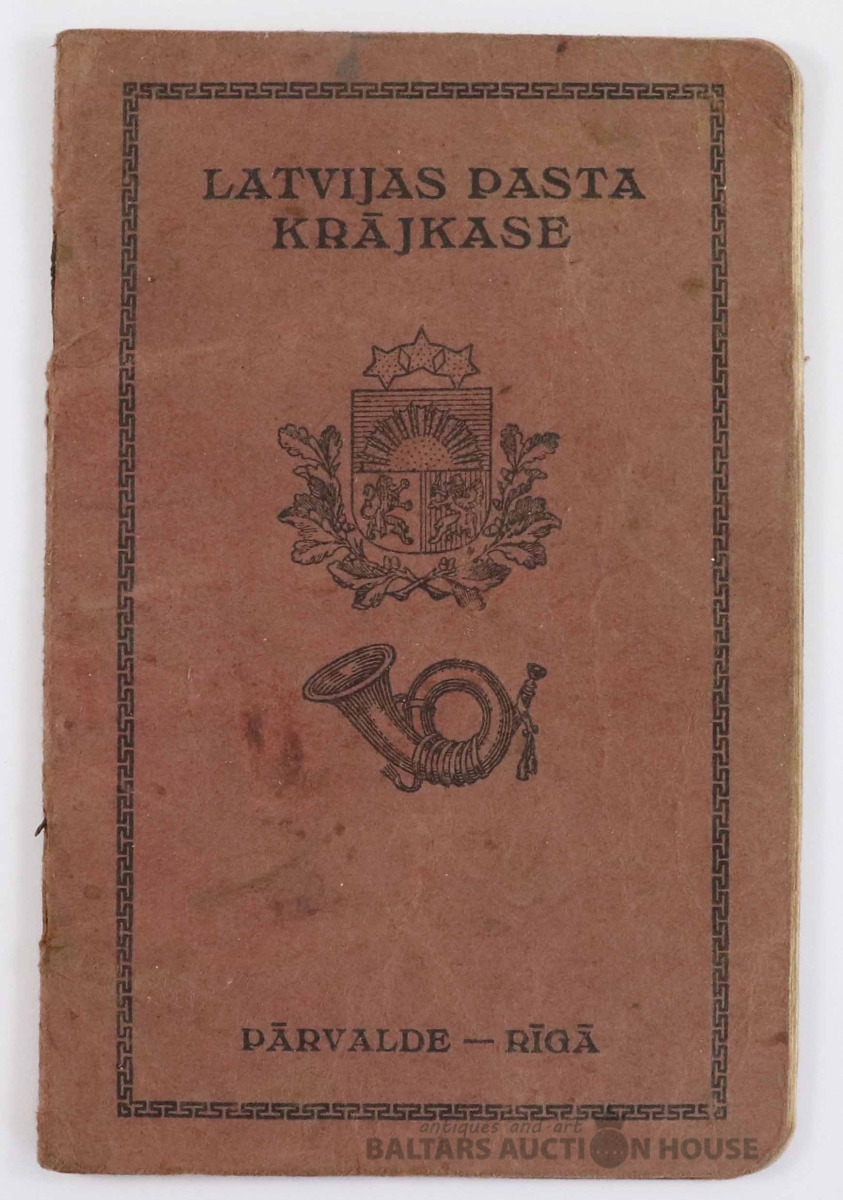 LATVIJAS PASTA
KRĀJKASE
PĀRVALDE — RĪGĀ
antiques and art
BALTARS AUCTION HOUSE